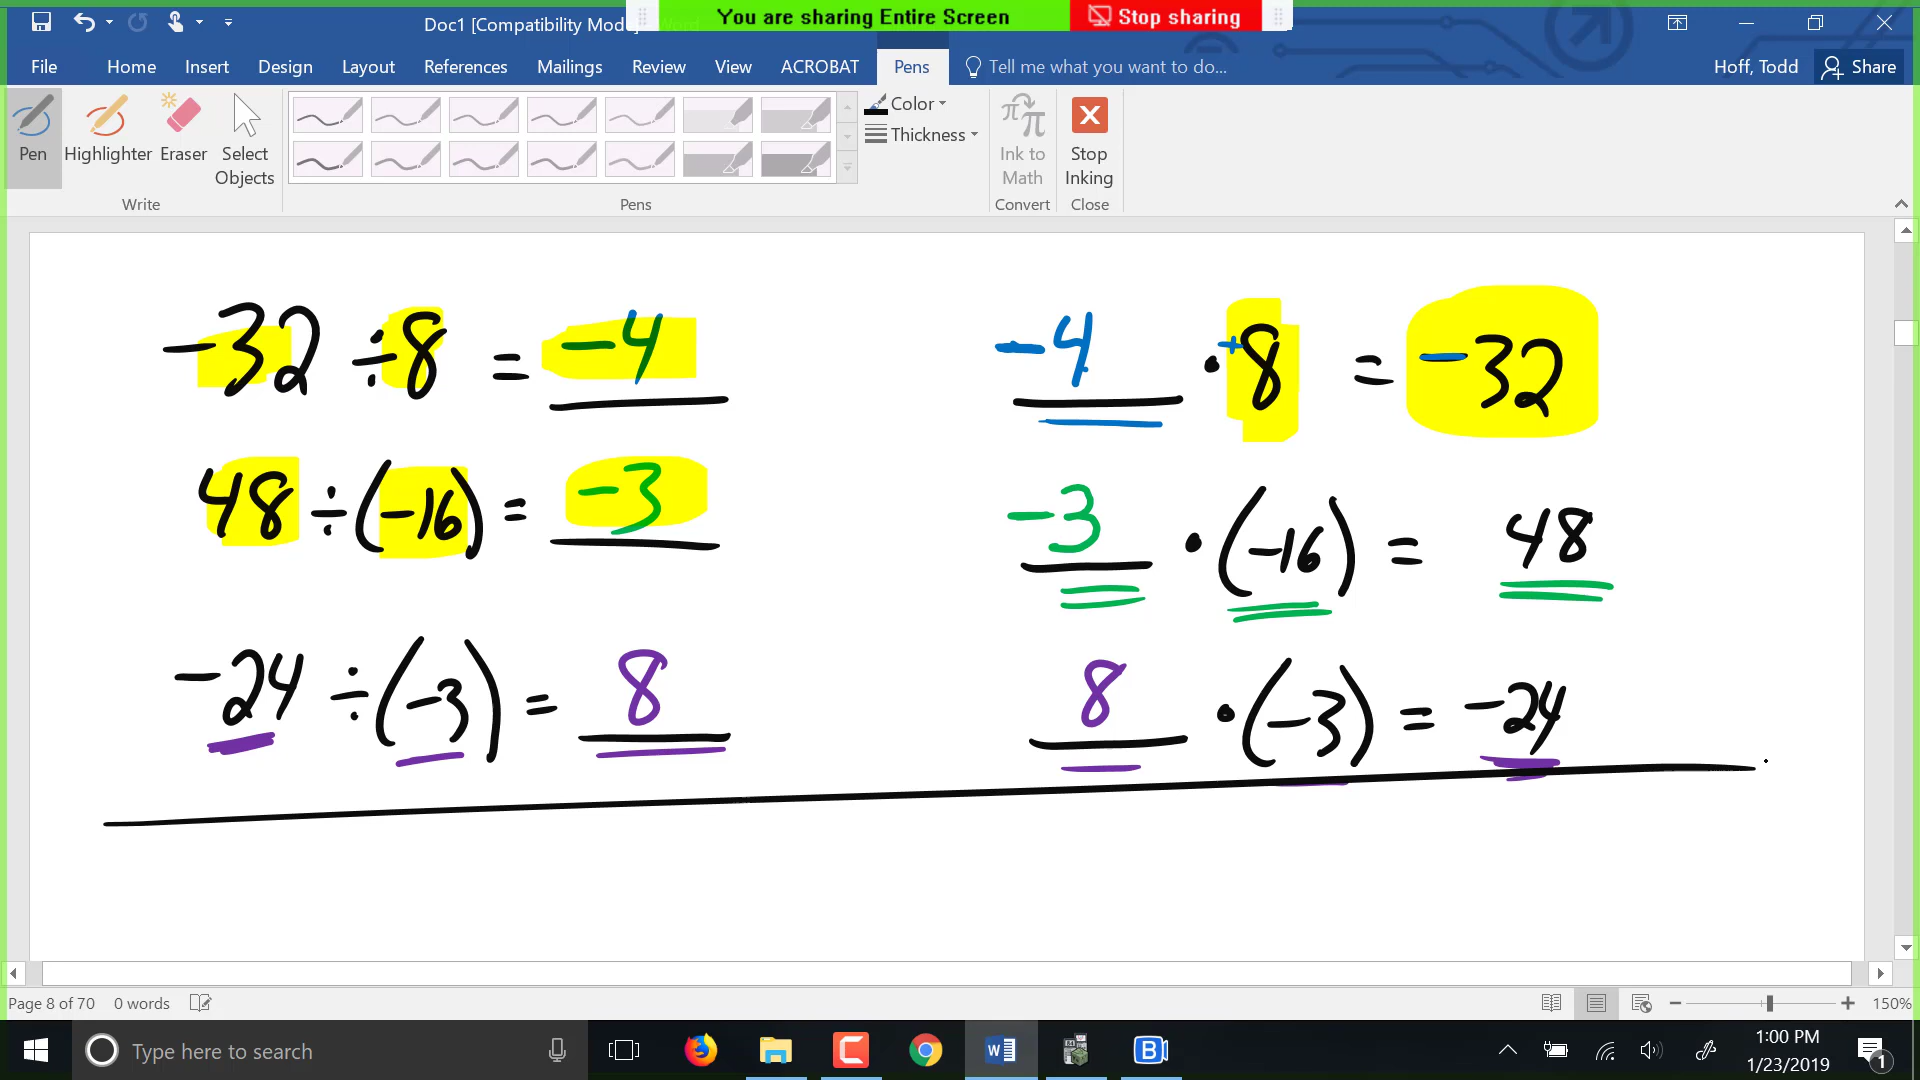 You are sharing Entire Screen Stop sharing
Doc1 [Compatibility Mod
File Home Insert Design Layout References Mailings Review View ACROBAT Pens Tell me what you want to do... Hoff, Todd Share
Pen Highlighter Eraser Select Objects
Color
Thickness
Ink to Math
Stop Inking
Write Pens Convert Close
-32 ÷ 8 = -4
-4 · +8 = -32
48 ÷ (-16) = -3
-3 · (-16) = 48
-24 ÷ (-3) = 8
8 · (-3) = -24
Page 8 of 70 0 words 150%
Type here to search
1:00 PM
1/23/2019
1